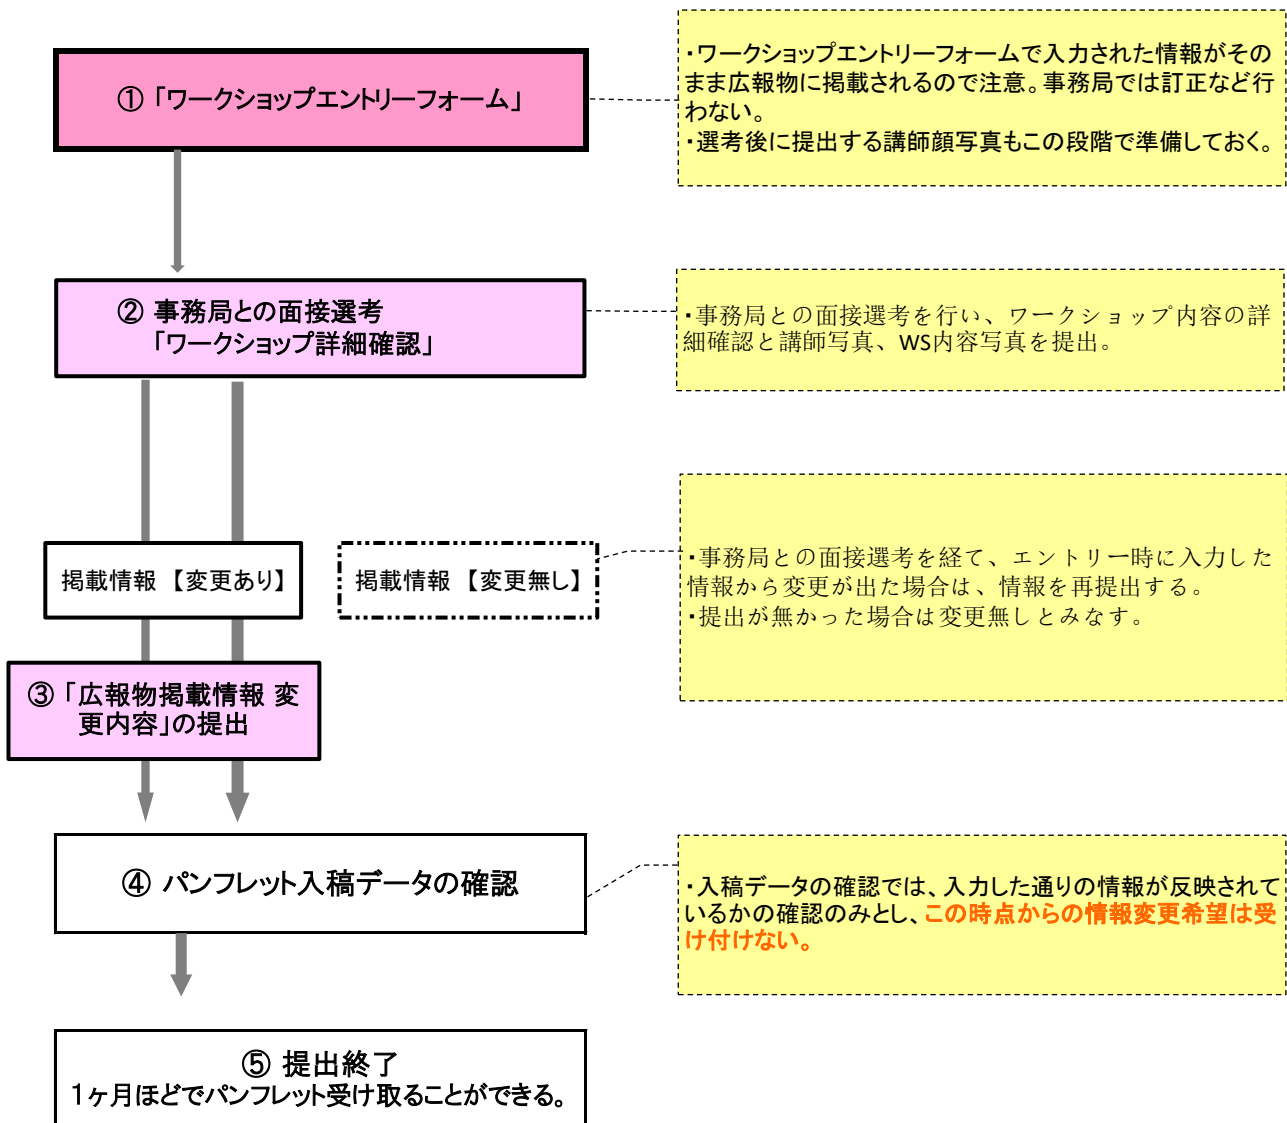 ① 「ワークショップエントリーフォーム」
・ワークショップエントリーフォームで入力された情報がその
まま広報物に掲載されるので注意。事務局では訂正など行
わない。
・選考後に提出する講師顔写真もこの段階で準備しておく。
② 事務局との面接選考
「ワークショップ詳細確認」
・事務局との面接選考を行い、ワークショップ内容の詳
細確認と講師写真、WS内容写真を提出。
掲載情報 【変更あり】
掲載情報 【変更無し】
・事務局との面接選考を経て、エントリー時に入力した
情報から変更が出た場合は、情報を再提出する。
・提出が無かった場合は変更無しとみなす。
③ 「広報物掲載情報 変
更内容」の提出
④ パンフレット入稿データの確認
・入稿データの確認では、入力した通りの情報が反映されて
いるかの確認のみとし、この時点からの情報変更希望は受
け付けない。
⑤ 提出終了
1ヶ月ほどでパンフレット受け取ることができる。